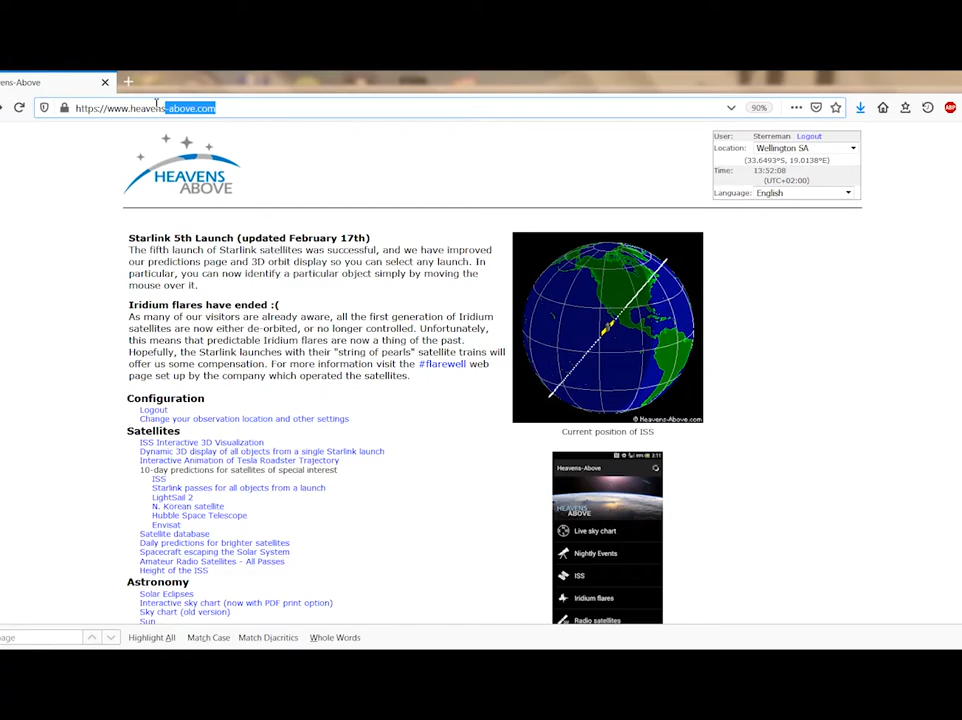 ens-Above
https://www.heavens-above.com
90%
ABP
HEAVENS
ABOVE
User: Sterreman Logout
Location: Wellington SA
(33.6493°S, 19.0138°E)
Time: 13:52:08
(UTC+02:00)
Language: English
Starlink 5th Launch (updated February 17th)
The fifth launch of Starlink satellites was successful, and we have improved
our predictions page and 3D orbit display so you can select any launch. In
particular, you can now identify a particular object simply by moving the
mouse over it.
Iridium flares have ended :(
As many of our visitors are already aware, all the first generation of Iridium
satellites are now either de-orbited, or no longer controlled. Unfortunately,
this means that predictable Iridium flares are now a thing of the past.
Hopefully, the Starlink launches with their "string of pearls" satellite trains will
offer us some compensation. For more information visit the #flarewell web
page set up by the company which operated the satellites.
© Heavens-Above.com
Current position of ISS
Configuration
Logout
Change your observation location and other settings
Satellites
ISS Interactive 3D Visualization
Dynamic 3D display of all objects from a single Starlink launch
Interactive Animation of Tesla Roadster Trajectory
10-day predictions for satellites of special interest
ISS
Starlink passes for all objects from a launch
LightSail 2
N. Korean satellite
Hubble Space Telescope
Envisat
Satellite database
Daily predictions for brighter satellites
Spacecraft escaping the Solar System
Amateur Radio Satellites - All Passes
Height of the ISS
Astronomy
Solar Eclipses
Interactive sky chart (now with PDF print option)
Sky chart (old version)
Sun
2:11
Heavens-Above
HEAVENS
ABOVE
Live sky chart
Nightly Events
ISS
Iridium flares
Radio satellites
page
Highlight All Match Case Match Diacritics Whole Words